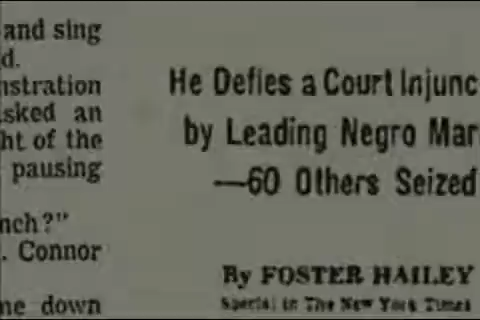 and sing
d.
nstration
sked an
ht of the
pausing
nch?"
. Connor
me down
He Defies a Court Injunc
by Leading Negro Mar
—60 Others Seized
By FOSTER HAILEY
Special to The New York Times